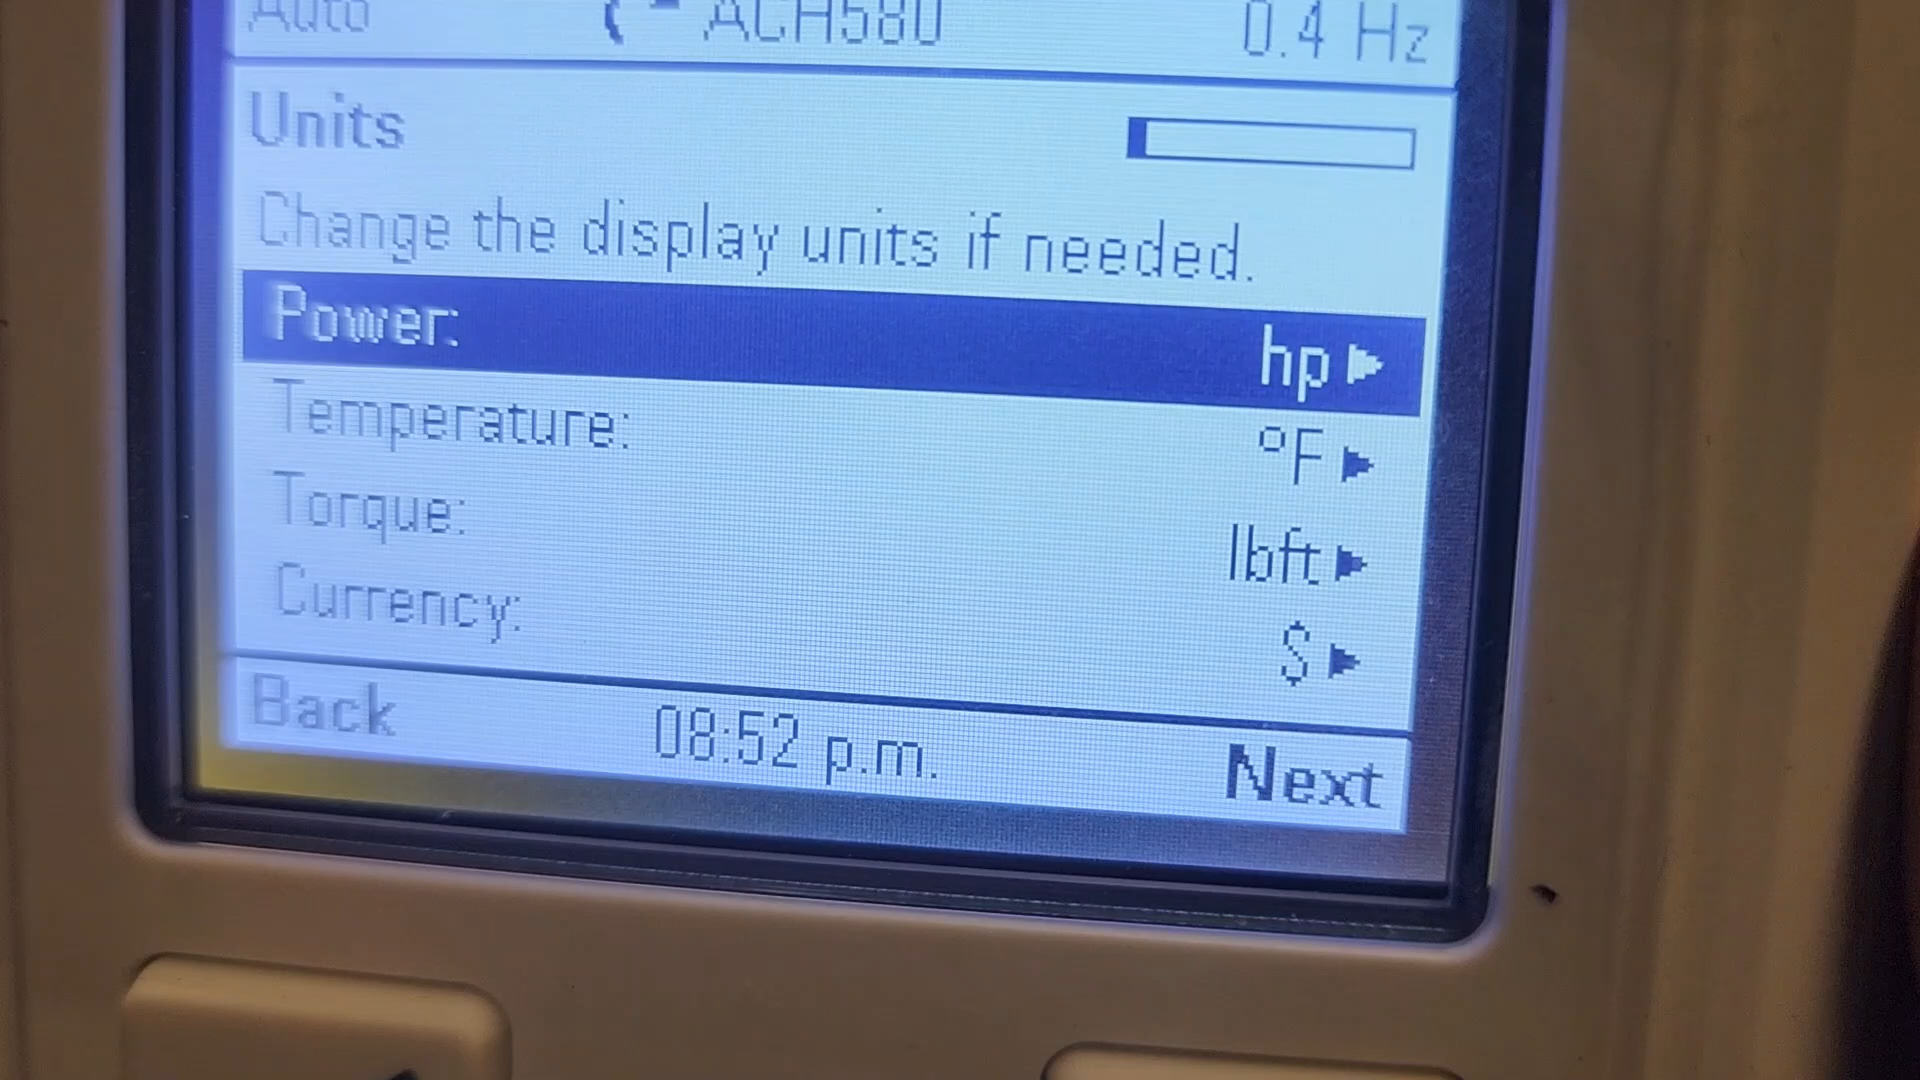 Auto ACH580 0.4 Hz
Units
Change the display units if needed.
Power: hp
Temperature: °F
Torque: lbft
Currency: $
Back 08:52 p.m. Next